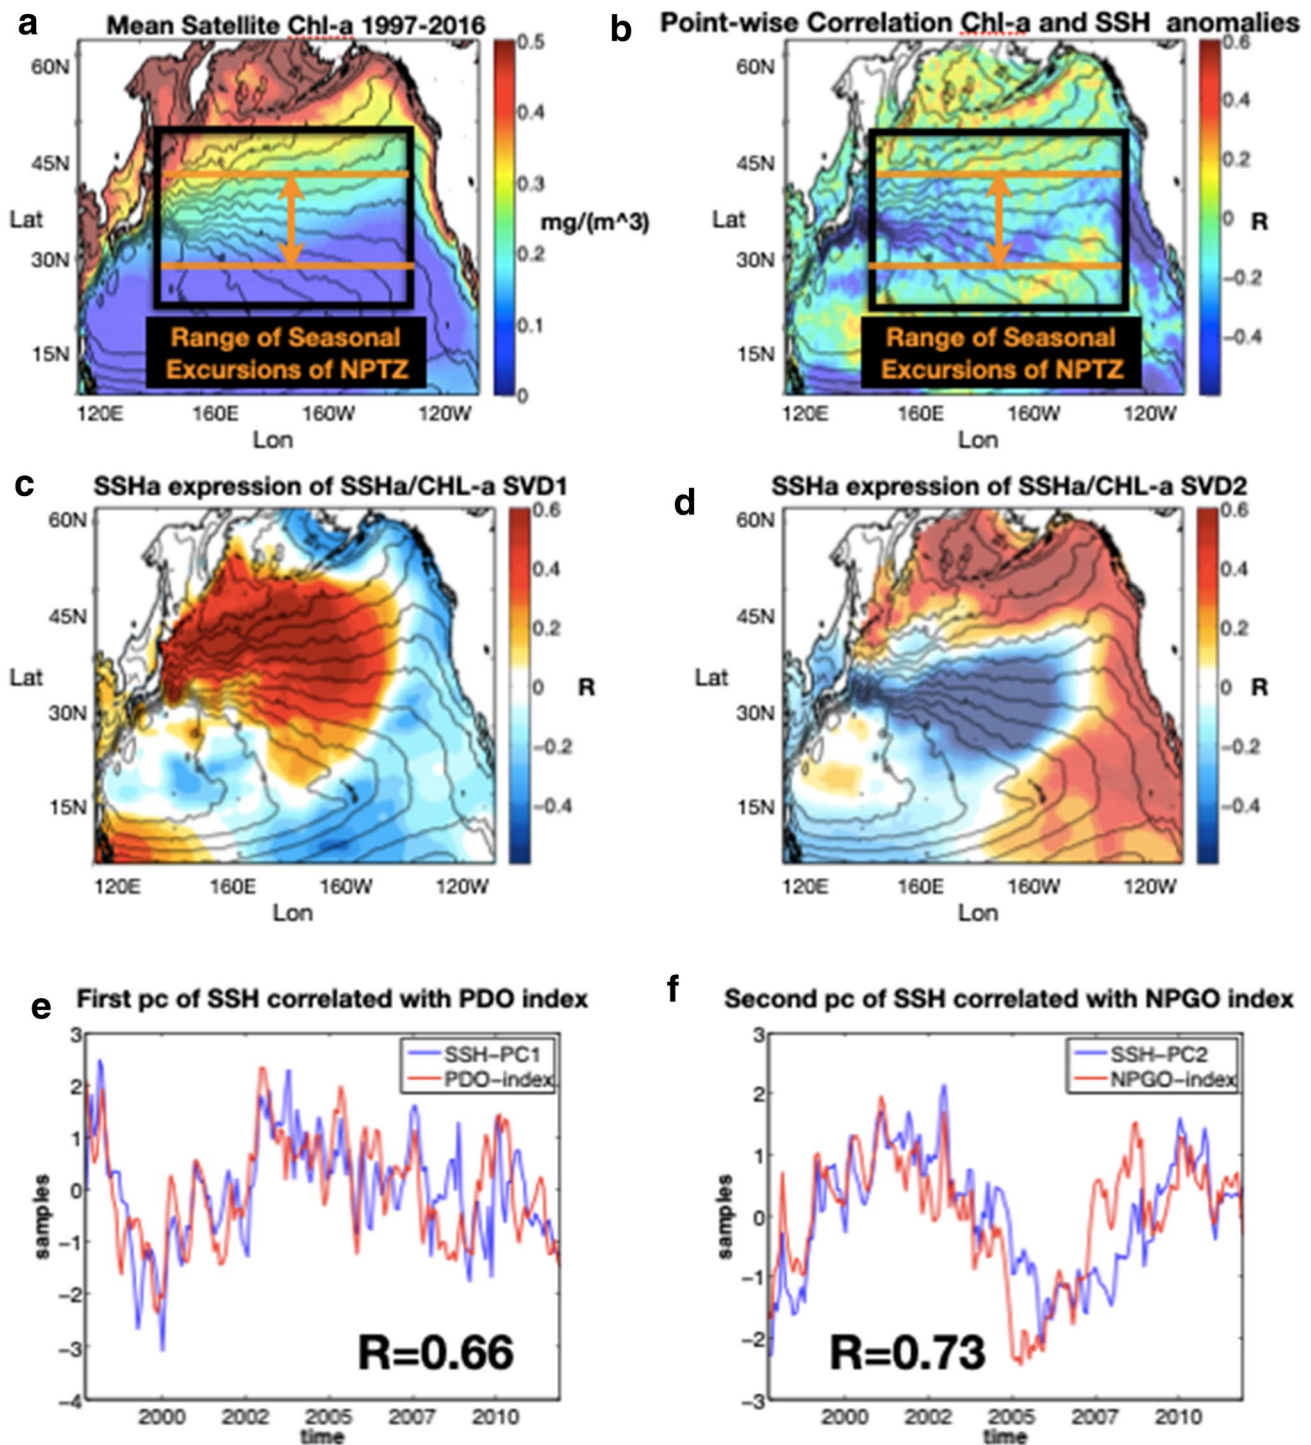 a
Mean Satellite Chl-a 1997-2016
60N
45N
Lat
30N
15N
Range of Seasonal
Excursions of NPTZ
120E 160E 160W 120W
Lon
0.5
0.4
0.3
0.2
0.1
0
mg/(m^3)
b
Point-wise Correlation Chl-a and SSH anomalies
60N
45N
Lat
30N
15N
Range of Seasonal
Excursions of NPTZ
120E 160E 160W 120W
Lon
0.6
0.4
0.2
0
−0.2
−0.4
R
c
SSHa expression of SSHa/CHL-a SVD1
60N
45N
Lat
30N
15N
120E 160E 160W 120W
Lon
0.6
0.4
0.2
0
−0.2
−0.4
R
d
SSHa expression of SSHa/CHL-a SVD2
60N
45N
Lat
30N
15N
120E 160E 160W 120W
Lon
0.6
0.4
0.2
0
−0.2
−0.4
R
e
First pc of SSH correlated with PDO index
3
2
1
0
−1
−2
−3
−4
samples
SSH−PC1
PDO−index
R=0.66
2000 2002 2005 2007 2010
time
f
Second pc of SSH correlated with NPGO index
3
2
1
0
−1
−2
−3
samples
SSH−PC2
NPGO−index
R=0.73
2000 2002 2005 2007 2010
time